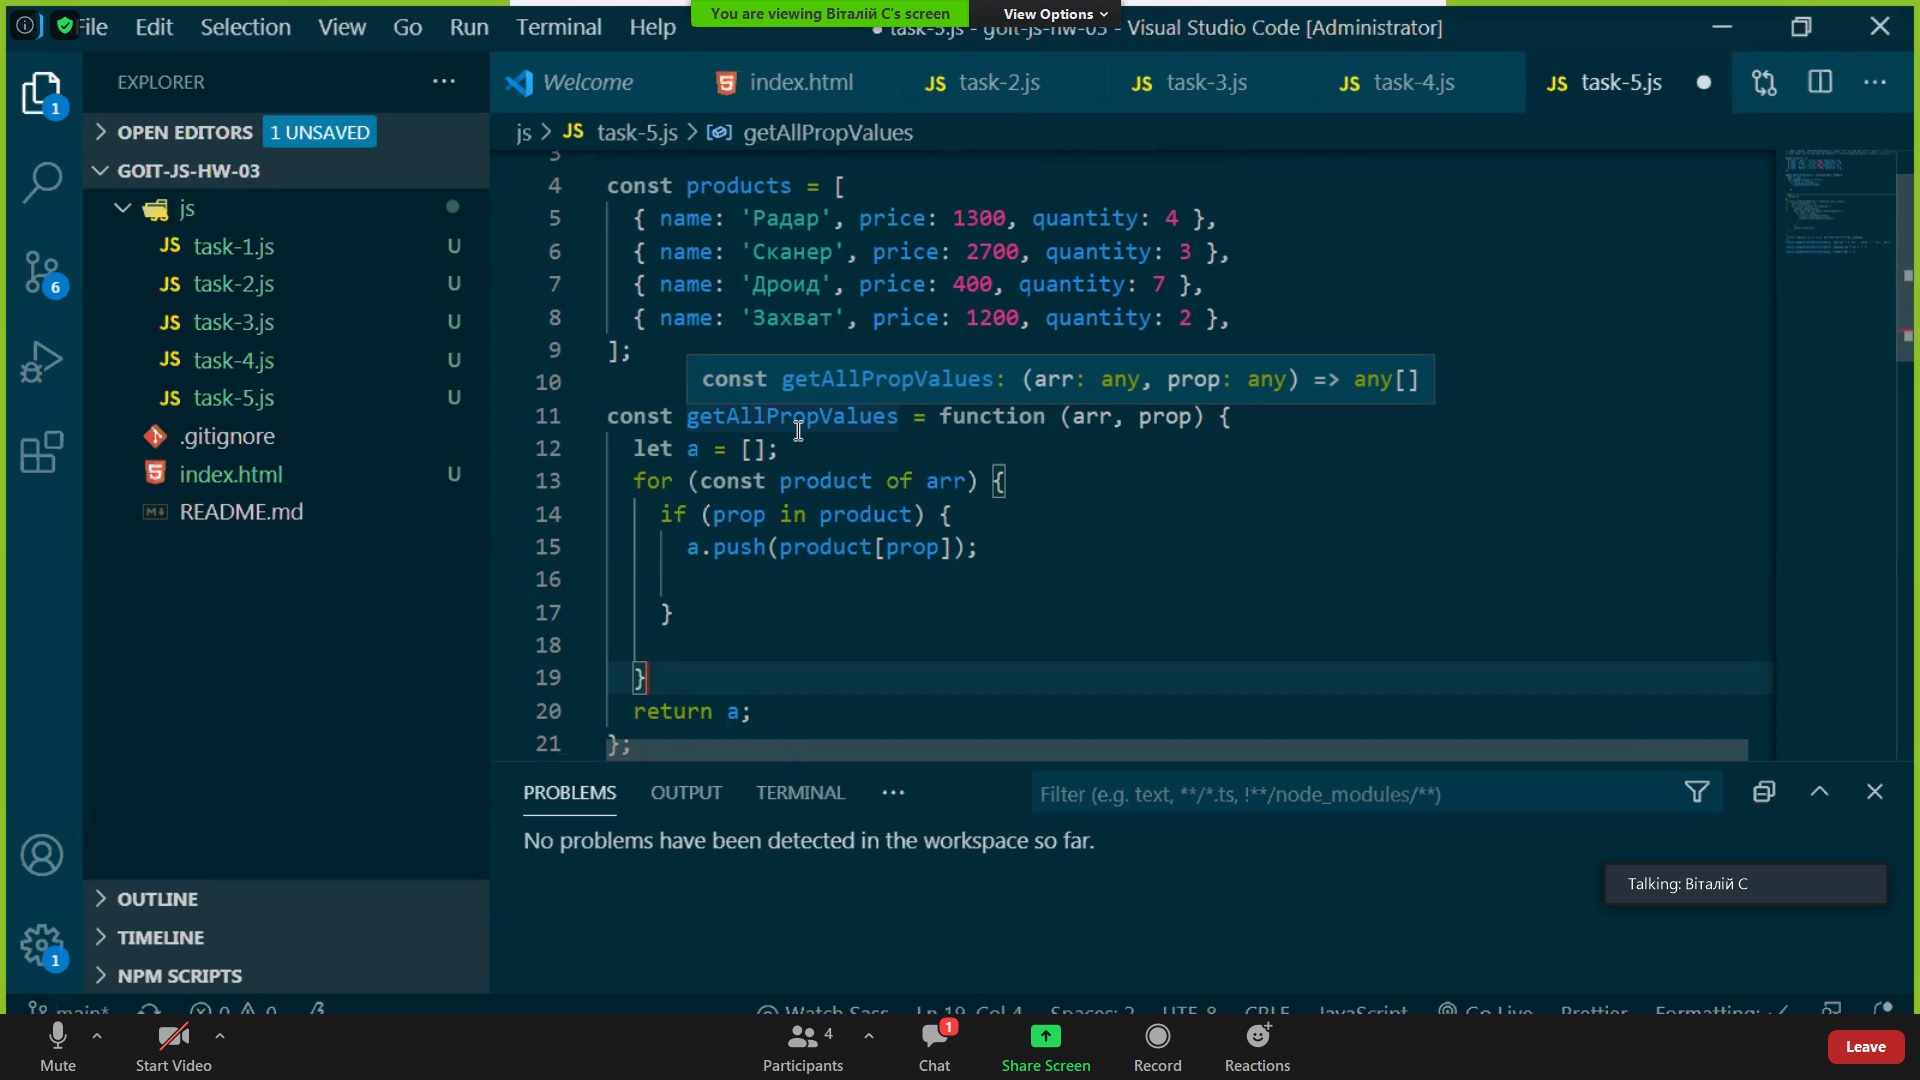 You are viewing Віталій С's screen
View Options
File Edit Selection View Go Run Terminal Help
task-5.js - goit-js-hw-03 - Visual Studio Code [Administrator]
EXPLORER
Welcome
index.html
JS task-2.js
JS task-3.js
JS task-4.js
JS task-5.js
1
OPEN EDITORS 1 UNSAVED
js > JS task-5.js > getAllPropValues
GOIT-JS-HW-03
js
JS task-1.js U
JS task-2.js U
JS task-3.js U
JS task-4.js U
JS task-5.js U
.gitignore
index.html U
README.md
6
3
4 const products = [
5 { name: 'Радар', price: 1300, quantity: 4 },
6 { name: 'Сканер', price: 2700, quantity: 3 },
7 { name: 'Дроид', price: 400, quantity: 7 },
8 { name: 'Захват', price: 1200, quantity: 2 },
9 ];
10
const getAllPropValues: (arr: any, prop: any) => any[]
11 const getAllPropValues = function (arr, prop) {
12 let a = [];
13 for (const product of arr) {
14 if (prop in product) {
15 a.push(product[prop]);
16
17 }
18
19 }
20 return a;
21 };
PROBLEMS OUTPUT TERMINAL
Filter (e.g. text, **/*.ts, !**/node_modules/**)
No problems have been detected in the workspace so far.
Talking: Віталій С
OUTLINE
TIMELINE
NPM SCRIPTS
1
main* 0 0
Watch Sass Ln 19, Col 4 Spaces: 2 UTF-8 CRLF JavaScript Go Live Prettier Formatting: ✓
Mute
Start Video
4
Participants
1
Chat
Share Screen
Record
Reactions
Leave